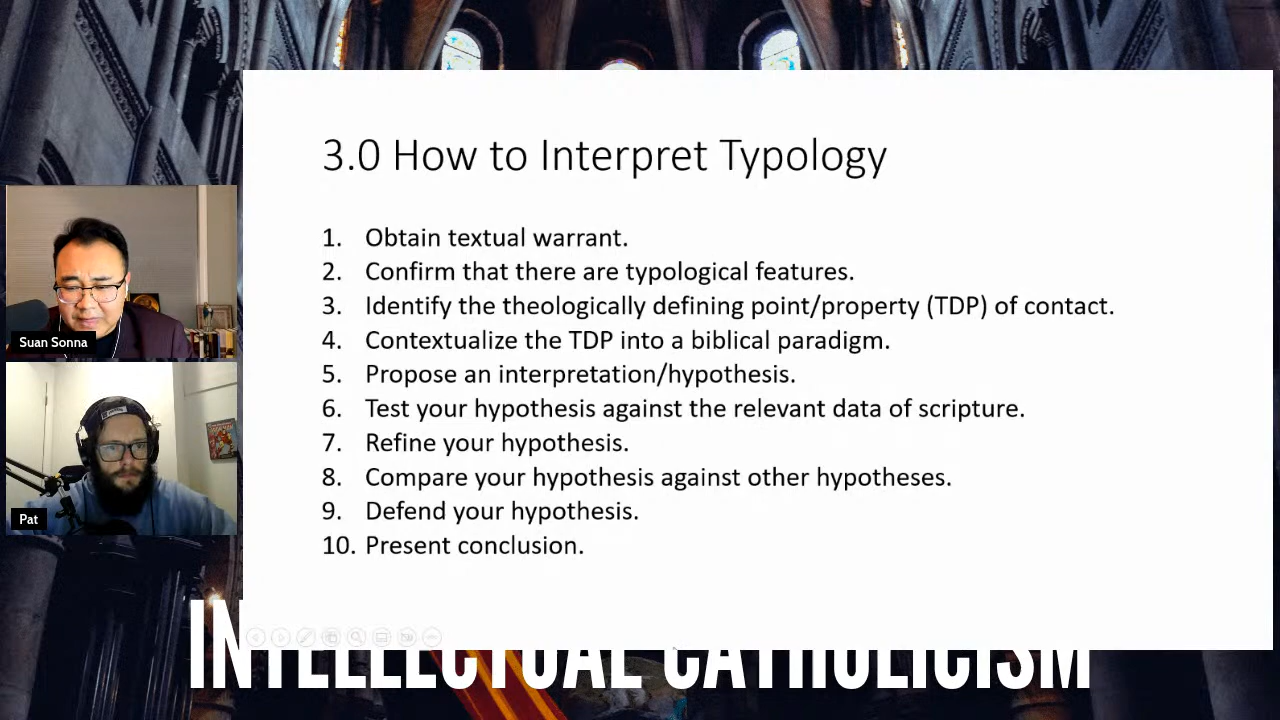 3.0 How to Interpret Typology
1. Obtain textual warrant.
2. Confirm that there are typological features.
3. Identify the theologically defining point/property (TDP) of contact.
4. Contextualize the TDP into a biblical paradigm.
5. Propose an interpretation/hypothesis.
6. Test your hypothesis against the relevant data of scripture.
7. Refine your hypothesis.
8. Compare your hypothesis against other hypotheses.
9. Defend your hypothesis.
10. Present conclusion.
Suan Sonna
Pat
INTELLECTUAL CATHOLICISM